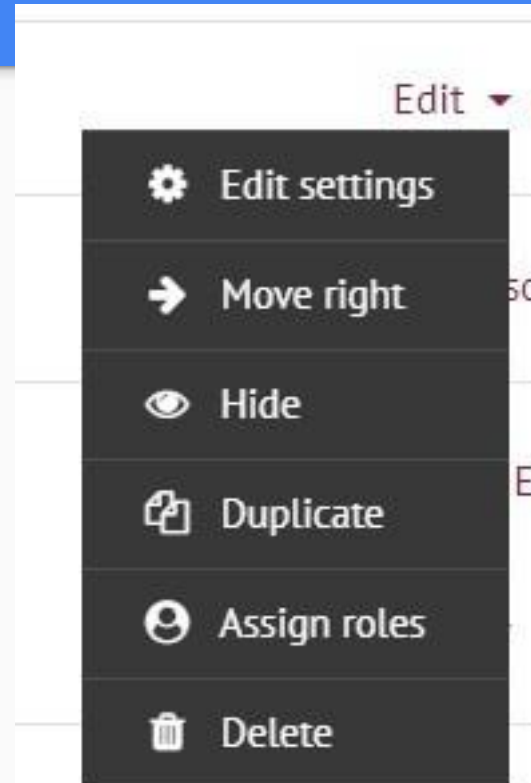 Edit
Edit settings
Move right
Hide
Duplicate
Assign roles
Delete